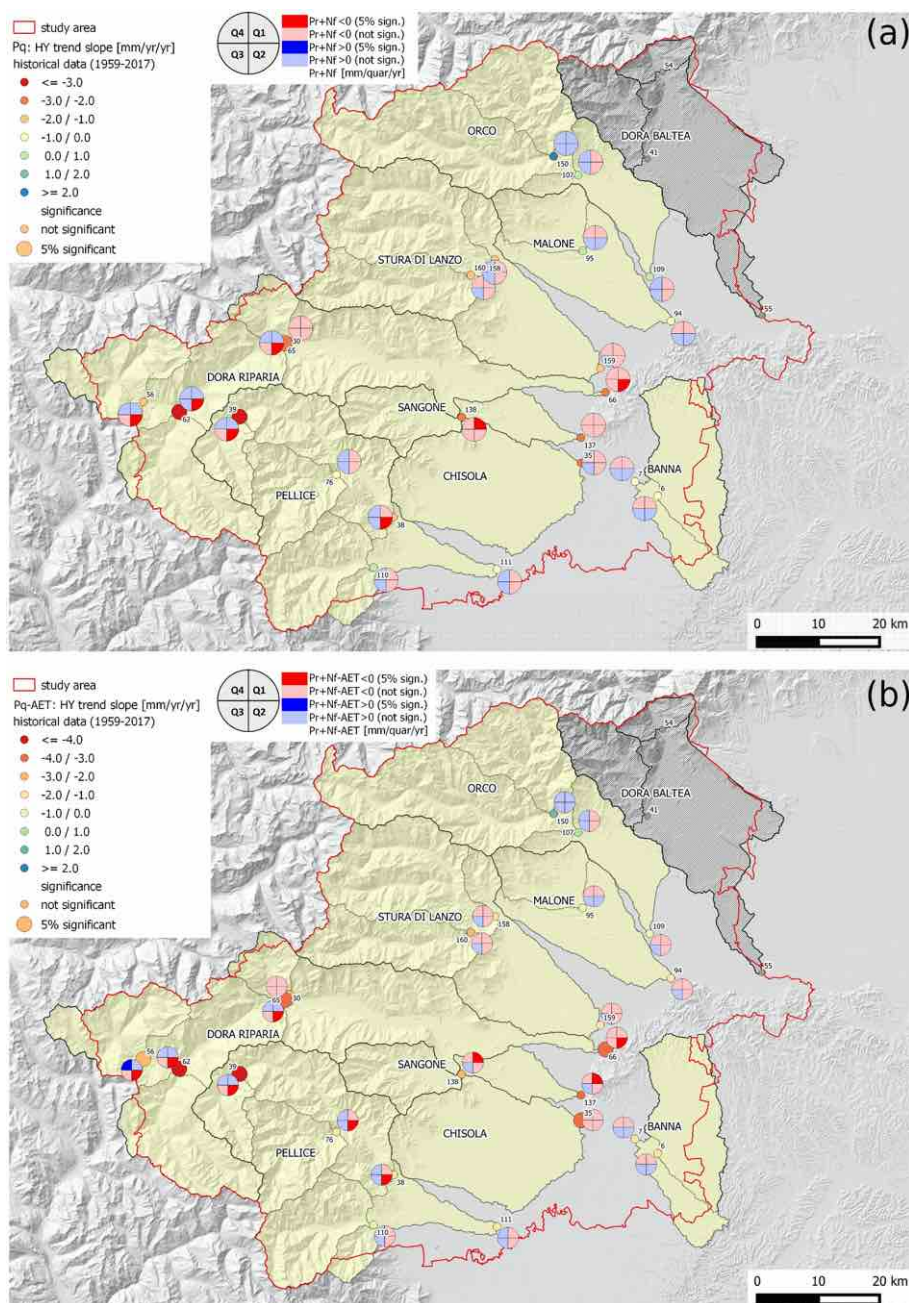 study area
Pq: HY trend slope [mm/yr/yr]
historical data (1959-2017)
<= -3.0
-3.0 / -2.0
-2.0 / -1.0
-1.0 / 0.0
0.0 / 1.0
1.0 / 2.0
>= 2.0
significance
not significant
5% significant
Q4 Q1
Q3 Q2
Pr+Nf<0 (5% sign.)
Pr+Nf<0 (not sign.)
Pr+Nf>0 (5% sign.)
Pr+Nf>0 (not sign.)
Pr+Nf [mm/quar/yr]
(a)
54
ORCO
DORA BALTEA
41
150
107
MALONE
95
STURA DI LANZO
160
158
109
94
55
30
65
159
DORA RIPARIA
66
56
62
39
SANGONE
138
137
35
CHISOLA
BANNA
7
6
PELLICE
76
38
110
111
0 10 20 km
study area
Pq-AET: HY trend slope [mm/yr/yr]
historical data (1959-2017)
<= -4.0
-4.0 / -3.0
-3.0 / -2.0
-2.0 / -1.0
-1.0 / 0.0
0.0 / 1.0
1.0 / 2.0
>= 2.0
significance
not significant
5% significant
Q4 Q1
Q3 Q2
Pr+Nf-AET<0 (5% sign.)
Pr+Nf-AET<0 (not sign.)
Pr+Nf-AET>0 (5% sign.)
Pr+Nf-AET>0 (not sign.)
Pr+Nf-AET [mm/quar/yr]
(b)
54
ORCO
DORA BALTEA
41
150
107
MALONE
95
STURA DI LANZO
158
160
109
94
55
65
30
159
DORA RIPARIA
66
56
62
39
SANGONE
138
137
35
CHISOLA
BANNA
7
6
PELLICE
76
38
110
111
0 10 20 km